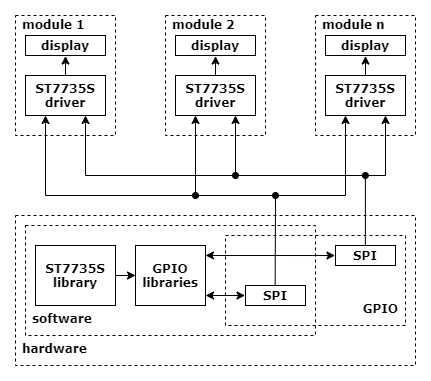 module 1
display
ST7735S
driver
module 2
display
ST7735S
driver
module n
display
ST7735S
driver
ST7735S
library
GPIO
libraries
SPI
SPI
GPIO
software
hardware